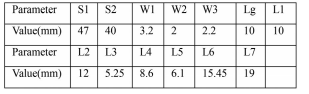 Parameter S1 S2 W1 W2 W3 Lg L1
Value(mm) 47 40 3.2 2 2.2 10 10
Parameter L2 L3 L4 L5 L6 L7
Value(mm) 12 5.25 8.6 6.1 15.45 19